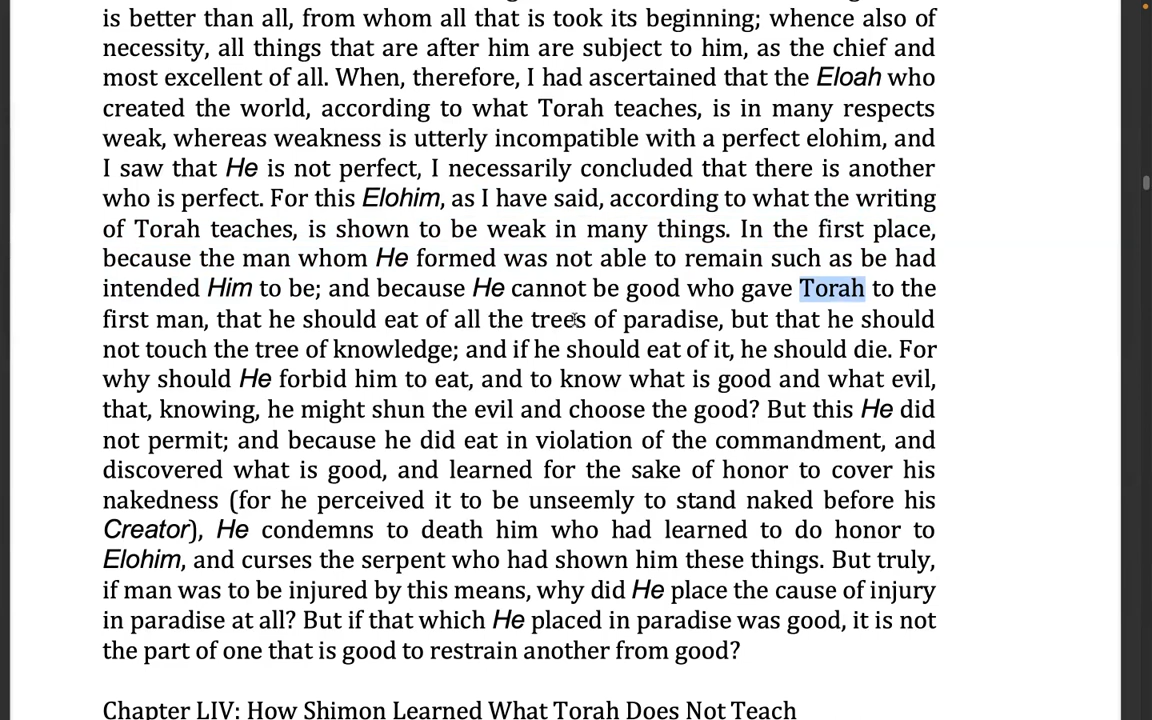 is better than all, from whom all that is took its beginning; whence also of
necessity, all things that are after him are subject to him, as the chief and
most excellent of all. When, therefore, I had ascertained that the Eloah who
created the world, according to what Torah teaches, is in many respects
weak, whereas weakness is utterly incompatible with a perfect elohim, and
I saw that He is not perfect, I necessarily concluded that there is another
who is perfect. For this Elohim, as I have said, according to what the writing
of Torah teaches, is shown to be weak in many things. In the first place,
because the man whom He formed was not able to remain such as be had
intended Him to be; and because He cannot be good who gave Torah to the
first man, that he should eat of all the trees of paradise, but that he should
not touch the tree of knowledge; and if he should eat of it, he should die. For
why should He forbid him to eat, and to know what is good and what evil,
that, knowing, he might shun the evil and choose the good? But this He did
not permit; and because he did eat in violation of the commandment, and
discovered what is good, and learned for the sake of honor to cover his
nakedness (for he perceived it to be unseemly to stand naked before his
Creator), He condemns to death him who had learned to do honor to
Elohim, and curses the serpent who had shown him these things. But truly,
if man was to be injured by this means, why did He place the cause of injury
in paradise at all? But if that which He placed in paradise was good, it is not
the part of one that is good to restrain another from good?
Chapter LIV: How Shimon Learned What Torah Does Not Teach